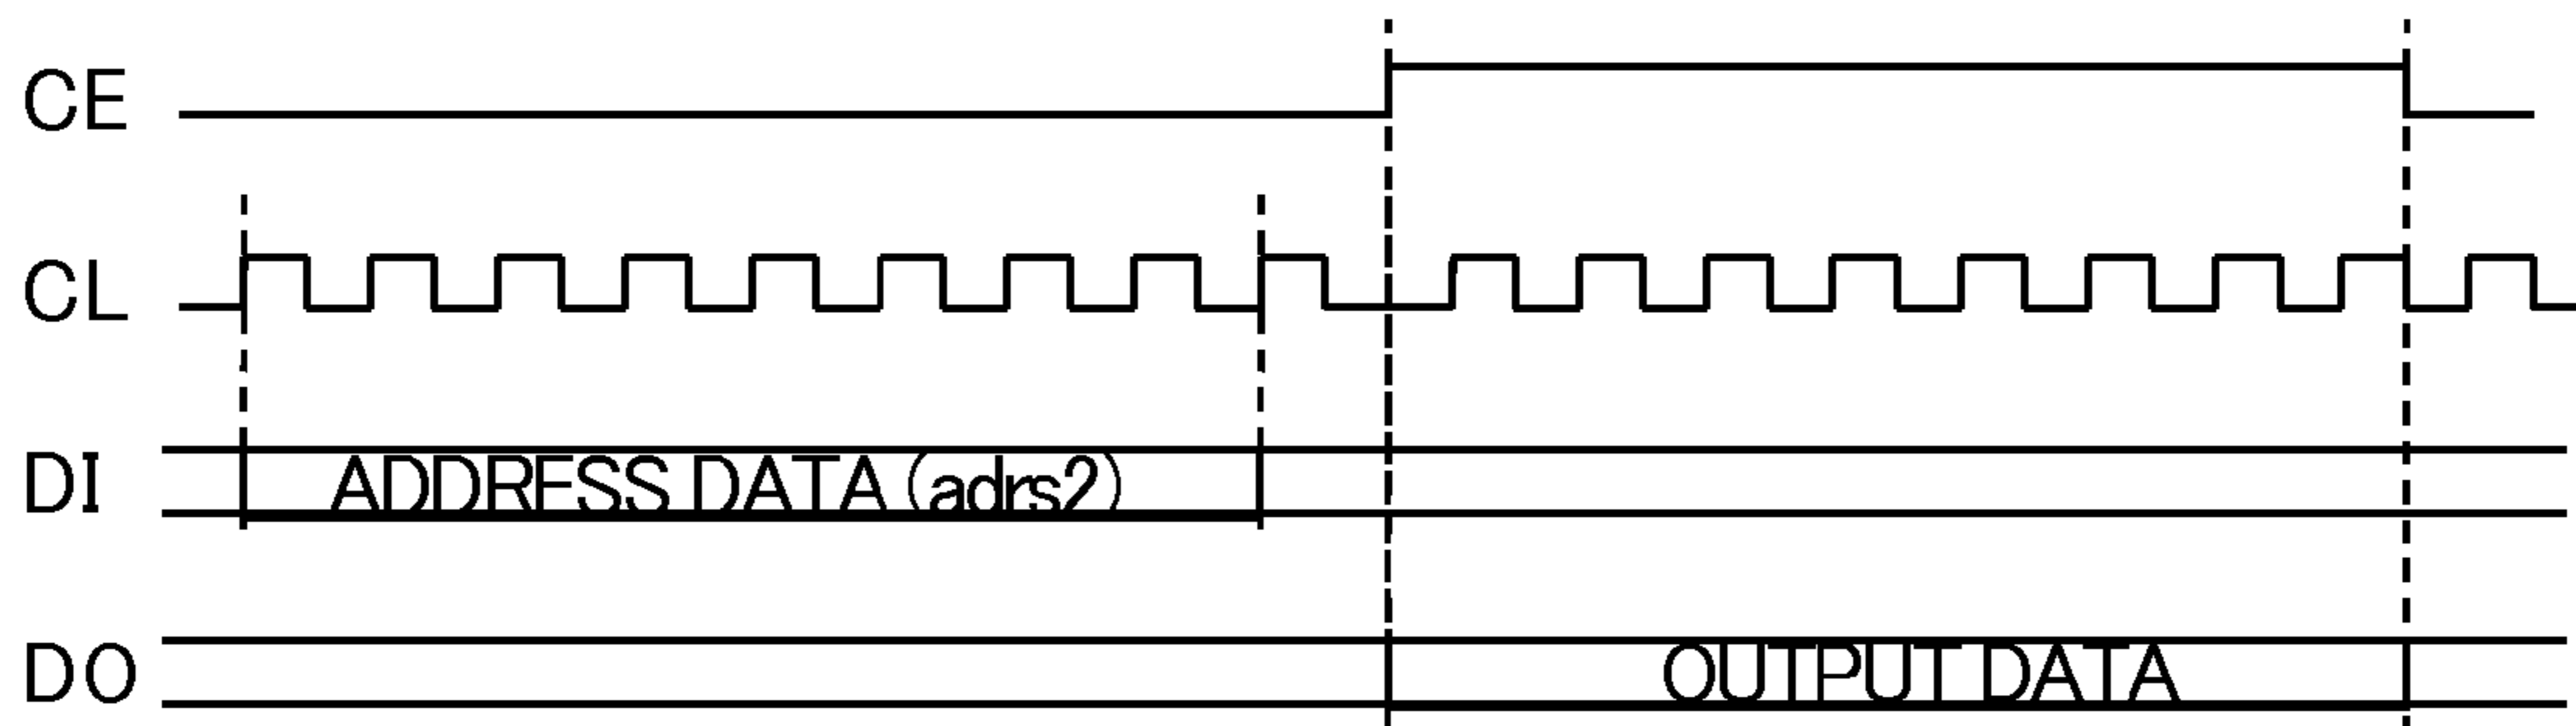 CE
CL
DI ADDRESS DATA (adrs2)
DO OUTPUT DATA